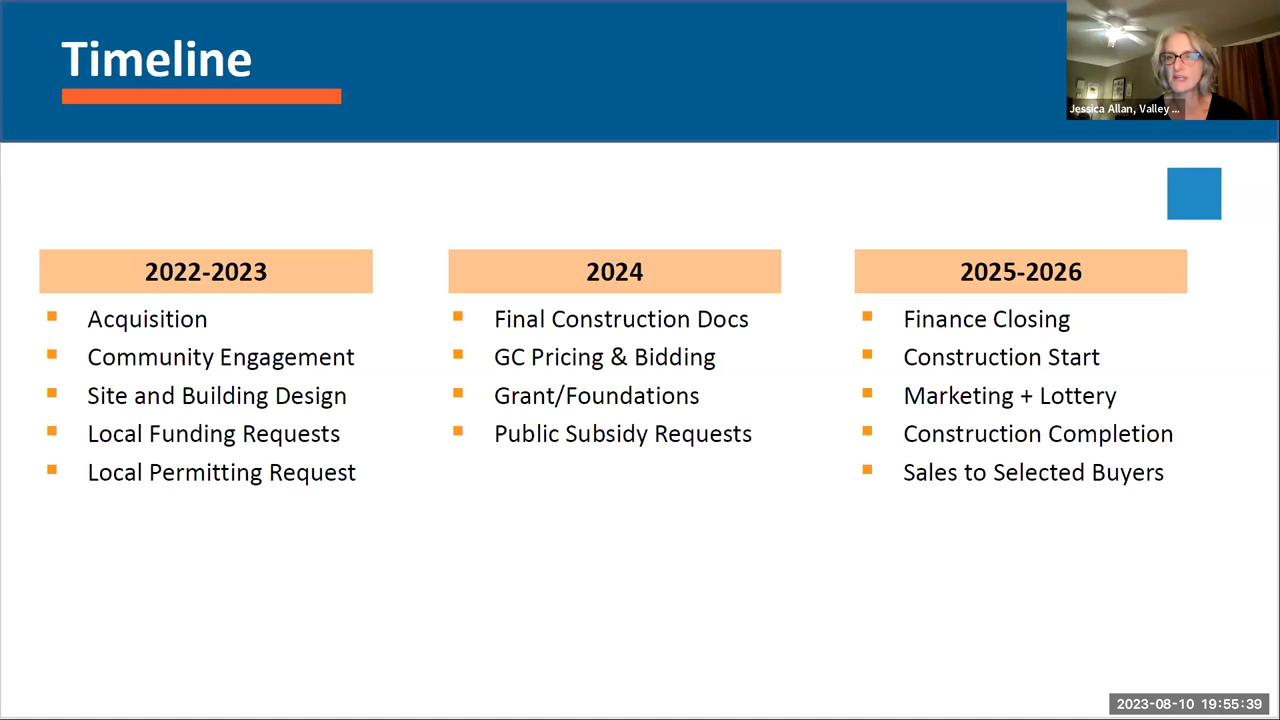 Timeline
Jessica Allan, Valley ...
2022-2023
Acquisition
Community Engagement
Site and Building Design
Local Funding Requests
Local Permitting Request
2024
Final Construction Docs
GC Pricing & Bidding
Grant/Foundations
Public Subsidy Requests
2025-2026
Finance Closing
Construction Start
Marketing + Lottery
Construction Completion
Sales to Selected Buyers
2023-08-10 19:55:39